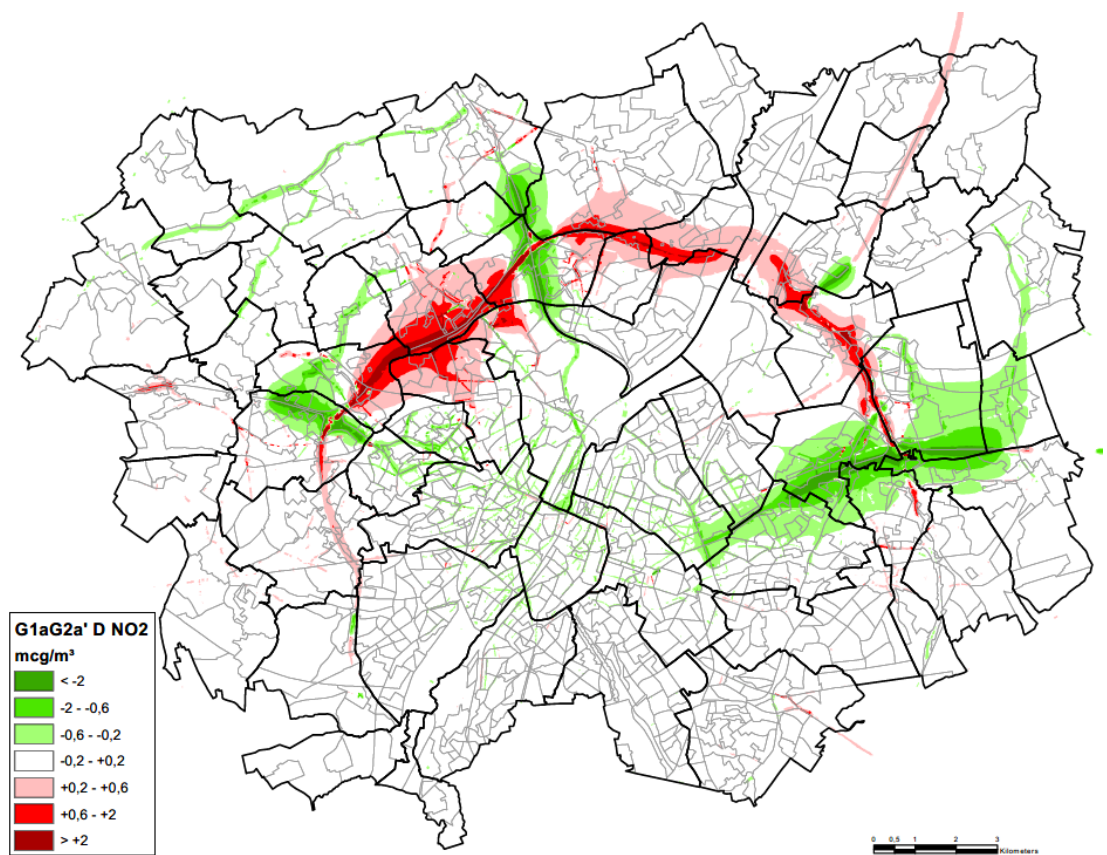 G1aG2a' D NO2
mcg/m³
< -2
-2 - -0,6
-0,6 - -0,2
-0,2 - +0,2
+0,2 - +0,6
+0,6 - +2
> +2
0 0,5 1 2 3
Kilometers